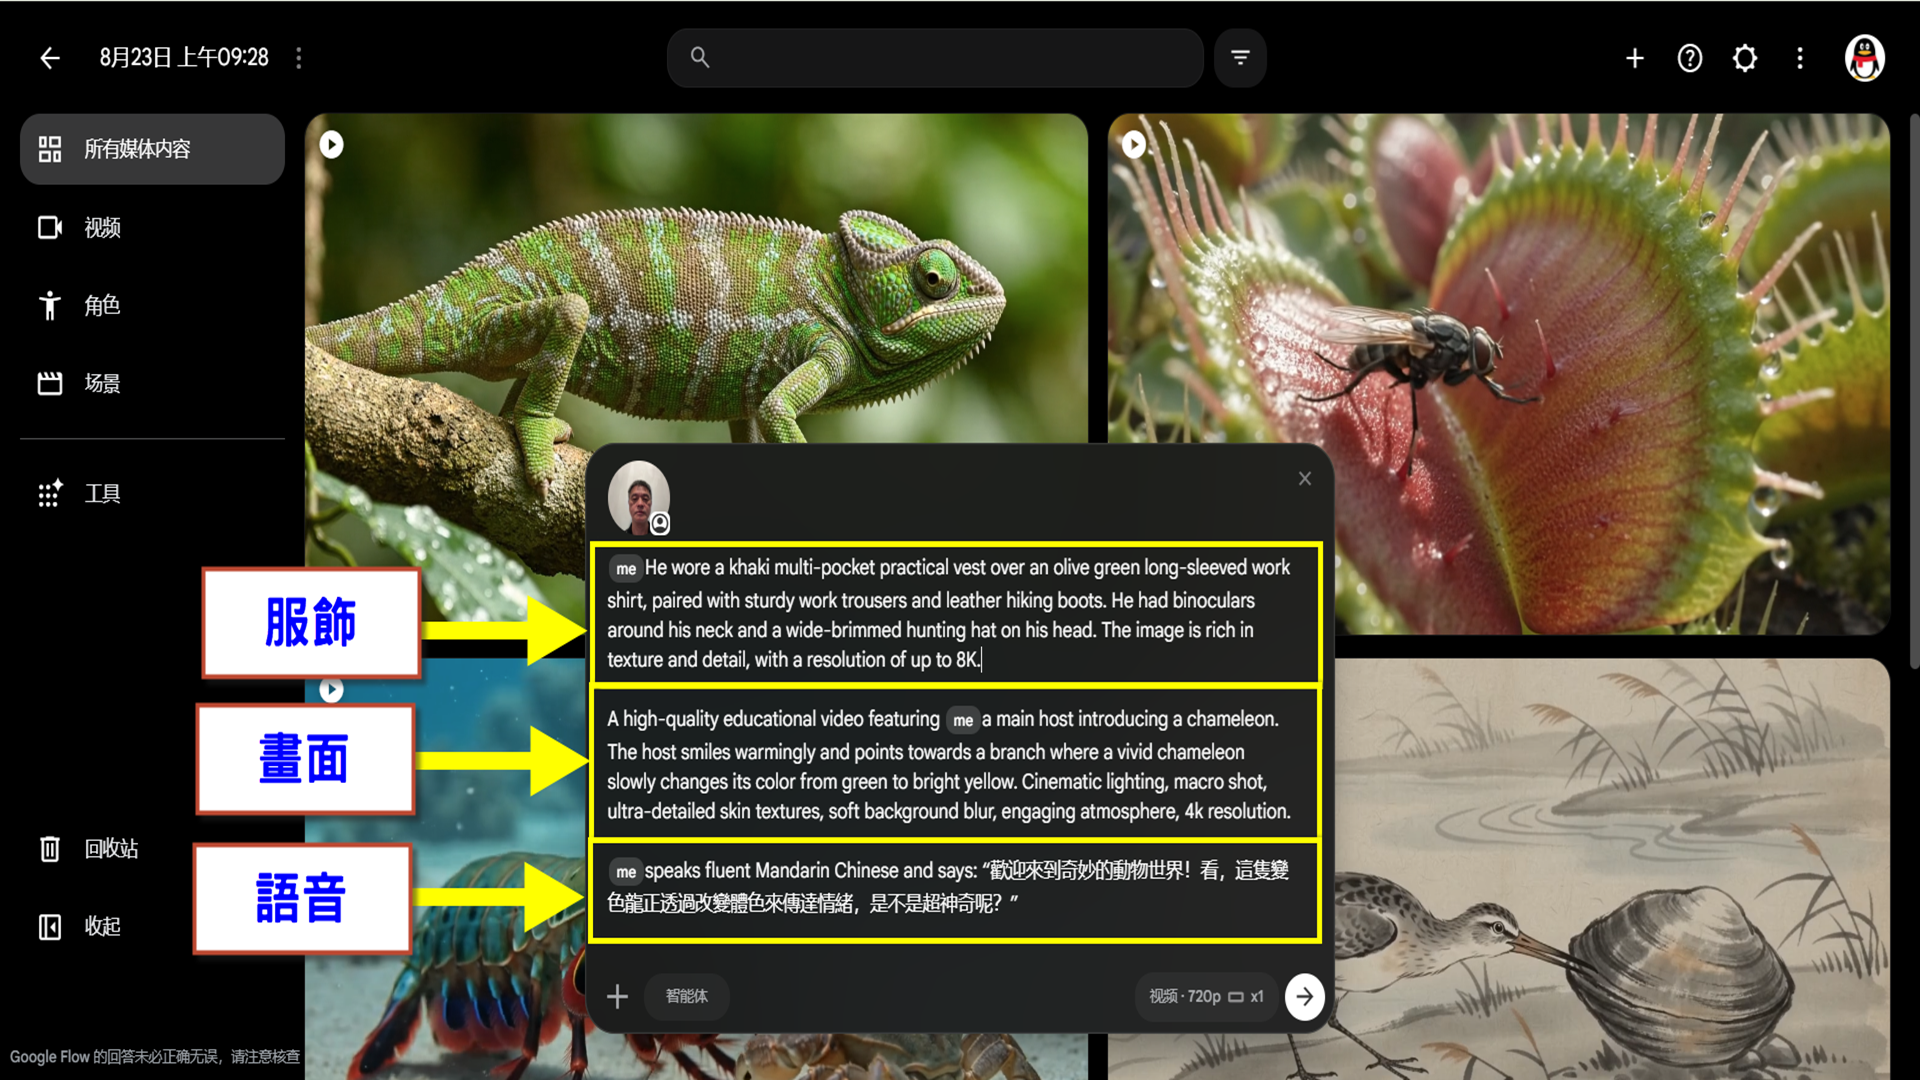 8月23日 上午09:28
所有媒体内容
视频
角色
场景
工具
回收站
收起
Google Flow 的回答未必正确无误，请注意核查
服飾
畫面
語音
me He wore a khaki multi-pocket practical vest over an olive green long-sleeved work
shirt, paired with sturdy work trousers and leather hiking boots. He had binoculars
around his neck and a wide-brimmed hunting hat on his head. The image is rich in
texture and detail, with a resolution of up to 8K.
A high-quality educational video featuring me a main host introducing a chameleon.
The host smiles warmingly and points towards a branch where a vivid chameleon
slowly changes its color from green to bright yellow. Cinematic lighting, macro shot,
ultra-detailed skin textures, soft background blur, engaging atmosphere, 4k resolution.
me speaks fluent Mandarin Chinese and says: “歡迎來到奇妙的動物世界！看，這隻變
色龍正透過改變體色來傳達情緒，是不是超神奇呢？”
智能体
视频 · 720p x1